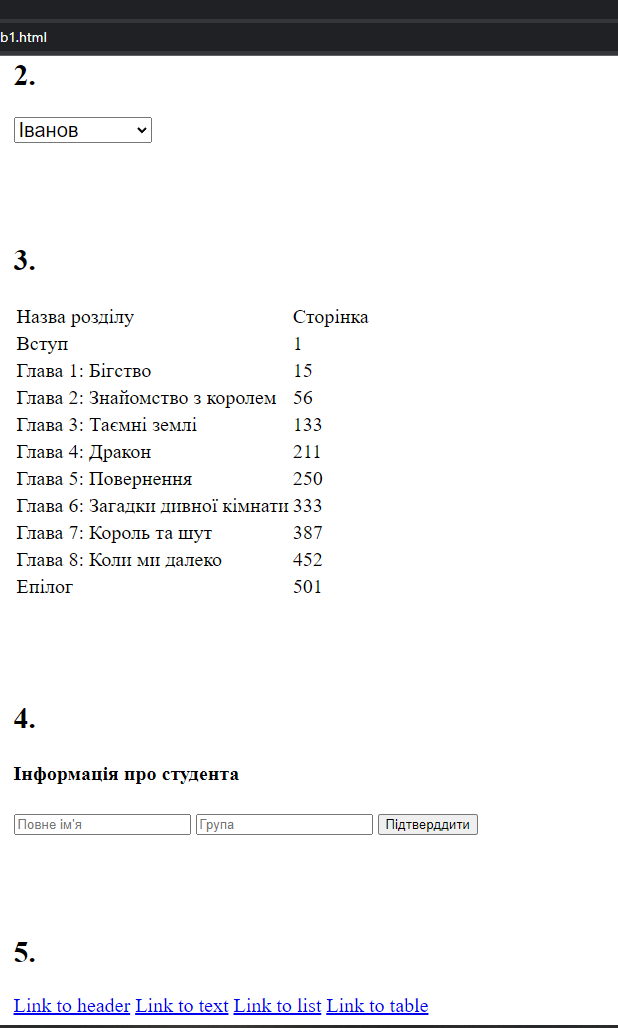 b1.html
2.
Іванов
3.
Назва розділу Сторінка
Вступ 1
Глава 1: Бігство 15
Глава 2: Знайомство з королем 56
Глава 3: Таємні землі 133
Глава 4: Дракон 211
Глава 5: Повернення 250
Глава 6: Загадки дивної кімнати 333
Глава 7: Король та шут 387
Глава 8: Коли ми далеко 452
Епілог 501
4.
Інформація про студента
Повне ім'я Група Підтверддити
5.
Link to header Link to text Link to list Link to table